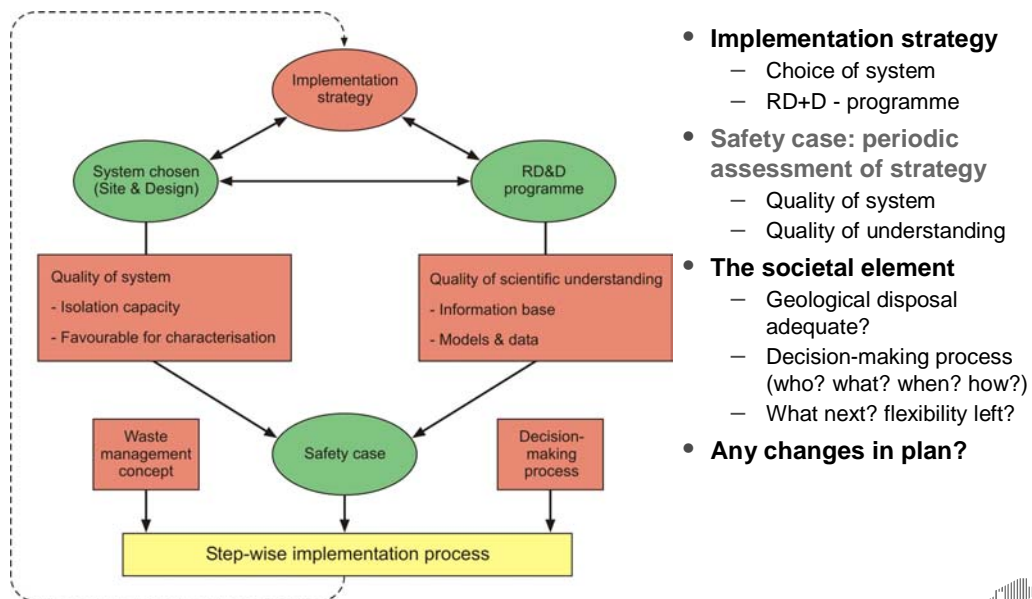 Implementation
strategy
System chosen
(Site & Design)
RD&D
programme
Quality of system
- Isolation capacity
- Favourable for characterisation
Quality of scientific understanding
- Information base
- Models & data
Waste
management
concept
Safety case
Decision-
making
process
Step-wise implementation process
• Implementation strategy
– Choice of system
– RD+D - programme
• Safety case: periodic
assessment of strategy
– Quality of system
– Quality of understanding
• The societal element
– Geological disposal
adequate?
– Decision-making process
(who? what? when? how?)
– What next? flexibility left?
• Any changes in plan?